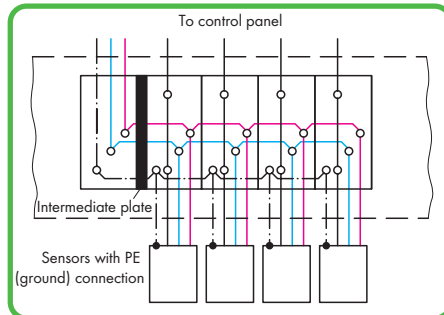 To control panel
Intermediate plate
Sensors with PE
(ground) connection